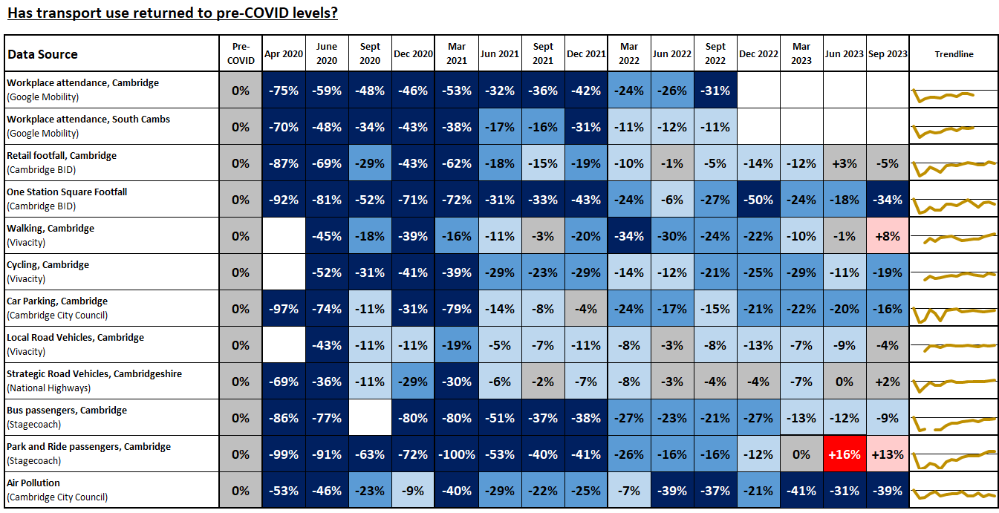 Has transport use returned to pre-COVID levels?
Data Source Pre-COVID Apr 2020 June 2020 Sept 2020 Dec 2020 Mar 2021 Jun 2021 Sept 2021 Dec 2021 Mar 2022 Jun 2022 Sept 2022 Dec 2022 Mar 2023 Jun 2023 Sep 2023 Trendline
Workplace attendance, Cambridge
(Google Mobility)
0% -75% -59% -48% -46% -53% -32% -36% -42% -24% -26% -31%
Workplace attendance, South Cambs
(Google Mobility)
0% -70% -48% -34% -43% -38% -17% -16% -31% -11% -12% -11%
Retail footfall, Cambridge
(Cambridge BID)
0% -87% -69% -29% -43% -62% -18% -15% -19% -10% -1% -5% -14% -12% +3% -5%
One Station Square Footfall
(Cambridge BID)
0% -92% -81% -52% -71% -72% -31% -33% -43% -24% -6% -27% -50% -24% -18% -34%
Walking, Cambridge
(Vivacity)
0% -45% -18% -39% -16% -11% -3% -20% -34% -30% -24% -22% -10% -1% +8%
Cycling, Cambridge
(Vivacity)
0% -52% -31% -41% -39% -29% -23% -29% -14% -12% -21% -25% -29% -11% -19%
Car Parking, Cambridge
(Cambridge City Council)
0% -97% -74% -11% -31% -79% -14% -8% -4% -24% -17% -15% -21% -22% -20% -16%
Local Road Vehicles, Cambridge
(Vivacity)
0% -43% -11% -11% -19% -5% -7% -11% -8% -3% -8% -13% -7% -9% -4%
Strategic Road Vehicles, Cambridgeshire
(National Highways)
0% -69% -36% -11% -29% -30% -6% -2% -7% -8% -3% -4% -4% -7% 0% +2%
Bus passengers, Cambridge
(Stagecoach)
0% -86% -77% -80% -80% -51% -37% -38% -27% -23% -21% -27% -13% -12% -9%
Park and Ride passengers, Cambridge
(Stagecoach)
0% -99% -91% -63% -72% -100% -53% -40% -41% -26% -16% -16% -12% 0% +16% +13%
Air Pollution
(Cambridge City Council)
0% -53% -46% -23% -9% -40% -29% -22% -25% -7% -39% -37% -21% -41% -31% -39%